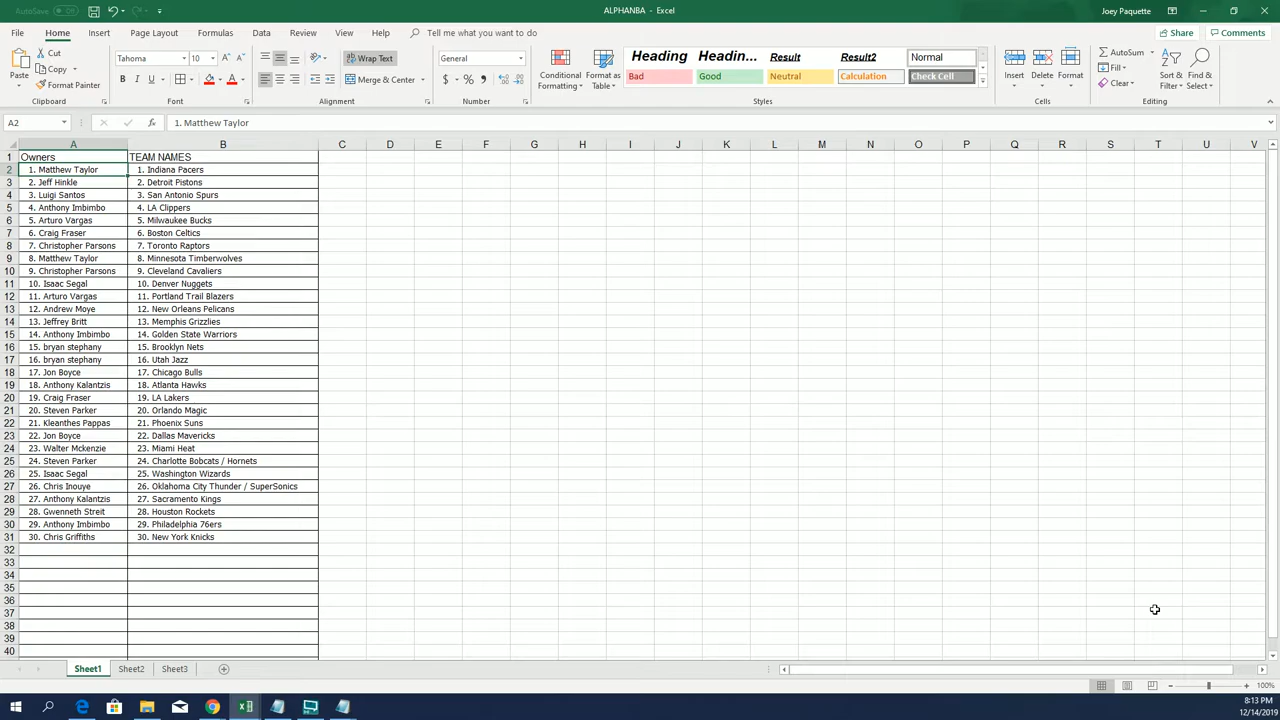 AutoSave Off
ALPHANBA - Excel
Joey Paquette
File Home Insert Page Layout Formulas Data Review View Help Tell me what you want to do
Share Comments
Paste
Cut
Copy
Format Painter
Clipboard
Tahoma 10
B I U
Font
Wrap Text
Merge & Center
Alignment
General
$ % ,
Number
Conditional Formatting
Format as Table
Heading Headin... Result Result2 Normal
Bad Good Neutral Calculation Check Cell
Styles
Insert Delete Format
Cells
AutoSum
Fill
Clear
Sort & Filter
Find & Select
Editing
A2 fx 1. Matthew Taylor
A B C D E F G H I J K L M N O P Q R S T U V
1 Owners TEAM NAMES
2 1. Matthew Taylor 1. Indiana Pacers
3 2. Jeff Hinkle 2. Detroit Pistons
4 3. Luigi Santos 3. San Antonio Spurs
5 4. Anthony Imbimbo 4. LA Clippers
6 5. Arturo Vargas 5. Milwaukee Bucks
7 6. Craig Fraser 6. Boston Celtics
8 7. Christopher Parsons 7. Toronto Raptors
9 8. Matthew Taylor 8. Minnesota Timberwolves
10 9. Christopher Parsons 9. Cleveland Cavaliers
11 10. Isaac Segal 10. Denver Nuggets
12 11. Arturo Vargas 11. Portland Trail Blazers
13 12. Andrew Moye 12. New Orleans Pelicans
14 13. Jeffrey Britt 13. Memphis Grizzlies
15 14. Anthony Imbimbo 14. Golden State Warriors
16 15. bryan stephany 15. Brooklyn Nets
17 16. bryan stephany 16. Utah Jazz
18 17. Jon Boyce 17. Chicago Bulls
19 18. Anthony Kalantzis 18. Atlanta Hawks
20 19. Craig Fraser 19. LA Lakers
21 20. Steven Parker 20. Orlando Magic
22 21. Kleanthes Pappas 21. Phoenix Suns
23 22. Jon Boyce 22. Dallas Mavericks
24 23. Walter Mckenzie 23. Miami Heat
25 24. Steven Parker 24. Charlotte Bobcats / Hornets
26 25. Isaac Segal 25. Washington Wizards
27 26. Chris Inouye 26. Oklahoma City Thunder / SuperSonics
28 27. Anthony Kalantzis 27. Sacramento Kings
29 28. Gwenneth Streit 28. Houston Rockets
30 29. Anthony Imbimbo 29. Philadelphia 76ers
31 30. Chris Griffiths 30. New York Knicks
32
33
34
35
36
37
38
39
40
Sheet1 Sheet2 Sheet3
100%
8:13 PM
12/14/2019